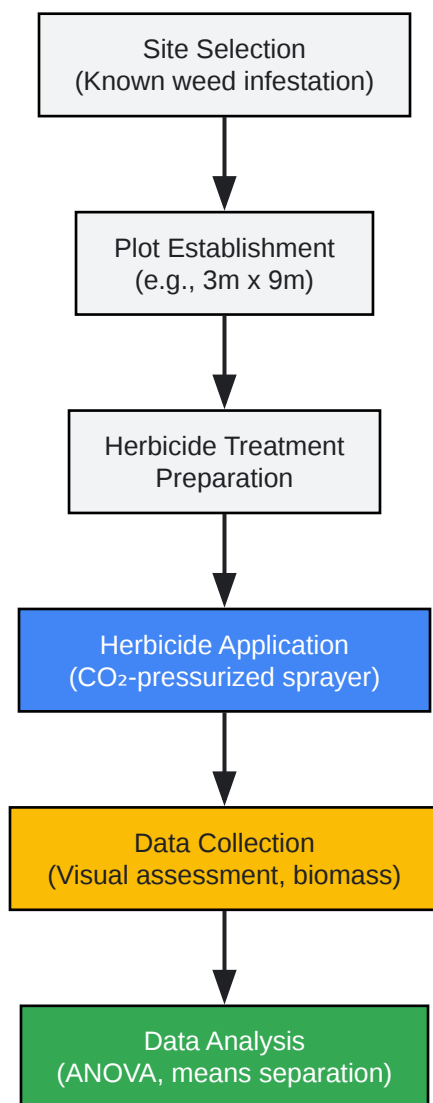 Site Selection
(Known weed infestation)
Plot Establishment
(e.g., 3m x 9m)
Herbicide Treatment
Preparation
Herbicide Application
(CO₂-pressurized sprayer)
Data Collection
(Visual assessment, biomass)
Data Analysis
(ANOVA, means separation)